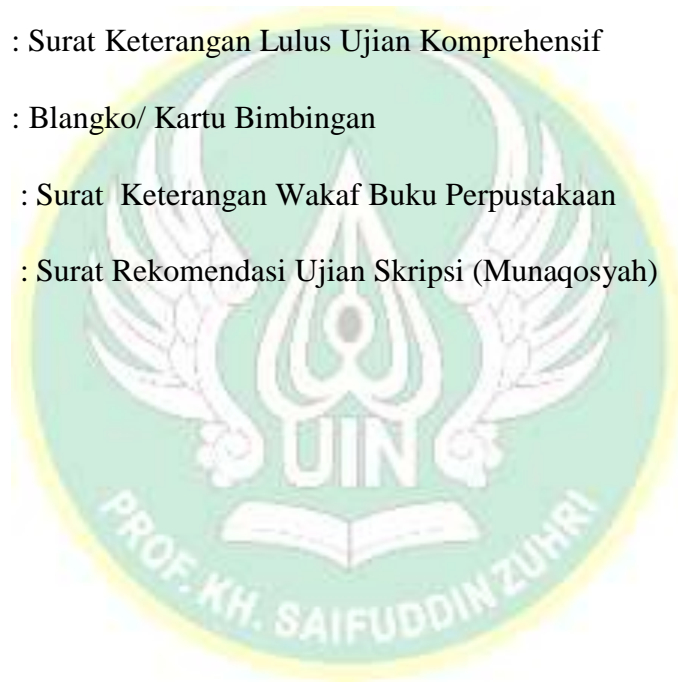 : Surat Keterangan Lulus Ujian Komprehensif
: Blangko/ Kartu Bimbingan
: Surat Keterangan Wakaf Buku Perpustakaan
: Surat Rekomendasi Ujian Skripsi (Munaqosyah)
UIN
PROF. KH. SAIFUDDIN ZUHRI